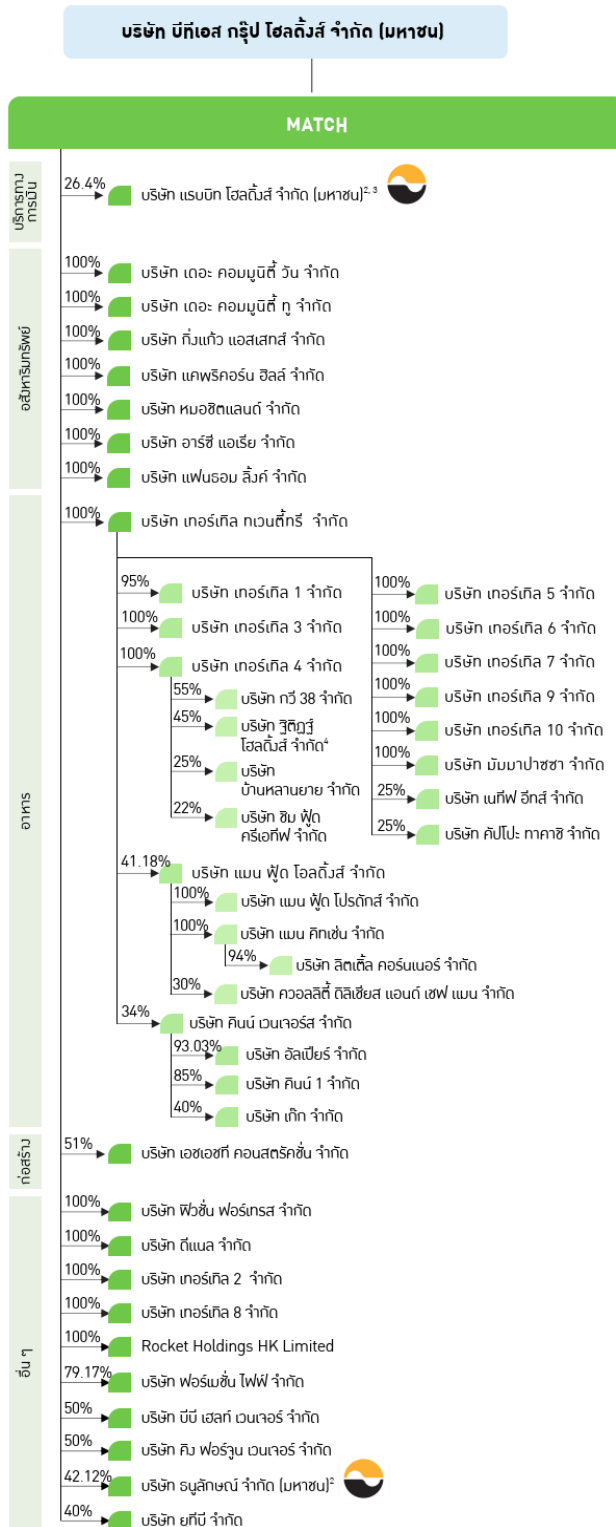 บริษัท บีทีเอส กรุ๊ป โฮลดิ้งส์ จำกัด (มหาชน)
MATCH
บริการทาง
การเงิน
26.4% บริษัท แรบบิท โฮลดิ้งส์ จำกัด (มหาชน)2, 3
อสังหาริมทรัพย์
100% บริษัท เดอะ คอมมูนิตี้ วัน จำกัด
100% บริษัท เดอะ คอมมูนิตี้ ทู จำกัด
100% บริษัท กิ่งแก้ว แอสเสทส์ จำกัด
100% บริษัท แคพริคอร์น ฮิลล์ จำกัด
100% บริษัท หมอชิตแลนด์ จำกัด
100% บริษัท อาร์ซี แอเรีย จำกัด
100% บริษัท แฟนธอม ลิ้งค์ จำกัด
อาหาร
100% บริษัท เทอร์เทิล ทเวนตี้ทรี จำกัด
95% บริษัท เทอร์เทิล 1 จำกัด
100% บริษัท เทอร์เทิล 3 จำกัด
100% บริษัท เทอร์เทิล 4 จำกัด
55% บริษัท กวี 38 จำกัด
45% บริษัท ฐิติฏฐ์
โฮลดิ้งส์ จำกัด4
25% บริษัท
บ้านหลานยาย จำกัด
22% บริษัท ชิม ฟู้ด
ครีเอทีฟ จำกัด
100% บริษัท เทอร์เทิล 5 จำกัด
100% บริษัท เทอร์เทิล 6 จำกัด
100% บริษัท เทอร์เทิล 7 จำกัด
100% บริษัท เทอร์เทิล 9 จำกัด
100% บริษัท เทอร์เทิล 10 จำกัด
100% บริษัท มัมมาปาซซา จำกัด
25% บริษัท เนทีฟ อีทส์ จำกัด
25% บริษัท คัปโปะ ทาคาชิ จำกัด
41.18% บริษัท แมน ฟู้ด โฮลดิ้งส์ จำกัด
100% บริษัท แมน ฟู้ด โปรดักส์ จำกัด
100% บริษัท แมน คิทเช่น จำกัด
94% บริษัท ลิตเติ้ล คอร์นเนอร์ จำกัด
30% บริษัท ควอลลิตี้ ดิลิเชียส แอนด์ เชฟ แมน จำกัด
34% บริษัท คินน์ เวนเจอร์ส จำกัด
93.03% บริษัท อัลเปียร์ จำกัด
85% บริษัท คินน์ 1 จำกัด
40% บริษัท เก๊ก จำกัด
ก่อสร้าง
51% บริษัท เอชเอชที คอนสตรัคชั่น จำกัด
อื่น ๆ
100% บริษัท ฟิวชั่น ฟอร์เทรส จำกัด
100% บริษัท ดีแนล จำกัด
100% บริษัท เทอร์เทิล 2 จำกัด
100% บริษัท เทอร์เทิล 8 จำกัด
100% Rocket Holdings HK Limited
79.17% บริษัท ฟอร์เมชั่น ไฟฟ์ จำกัด
50% บริษัท บีบี เฮลท์ เวนเจอร์ จำกัด
50% บริษัท คิง ฟอร์จูน เวนเจอร์ จำกัด
42.12% บริษัท ธนูลักษณ์ จำกัด (มหาชน)2
40% บริษัท ยูทีบี จำกัด